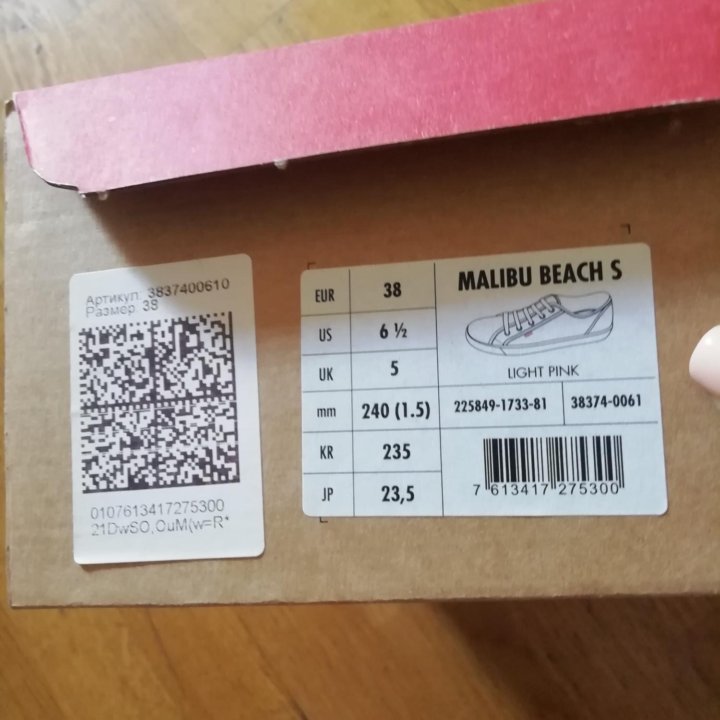 Артикул: 3837400610
Размер: 38
0107613417275300
21DwSO,OuM(w=R*
EUR 38
US 6 ½
UK 5
mm 240 (1.5)
KR 235
JP 23,5
MALIBU BEACH S
LIGHT PINK
225849-1733-81 38374-0061
7 613417 275300